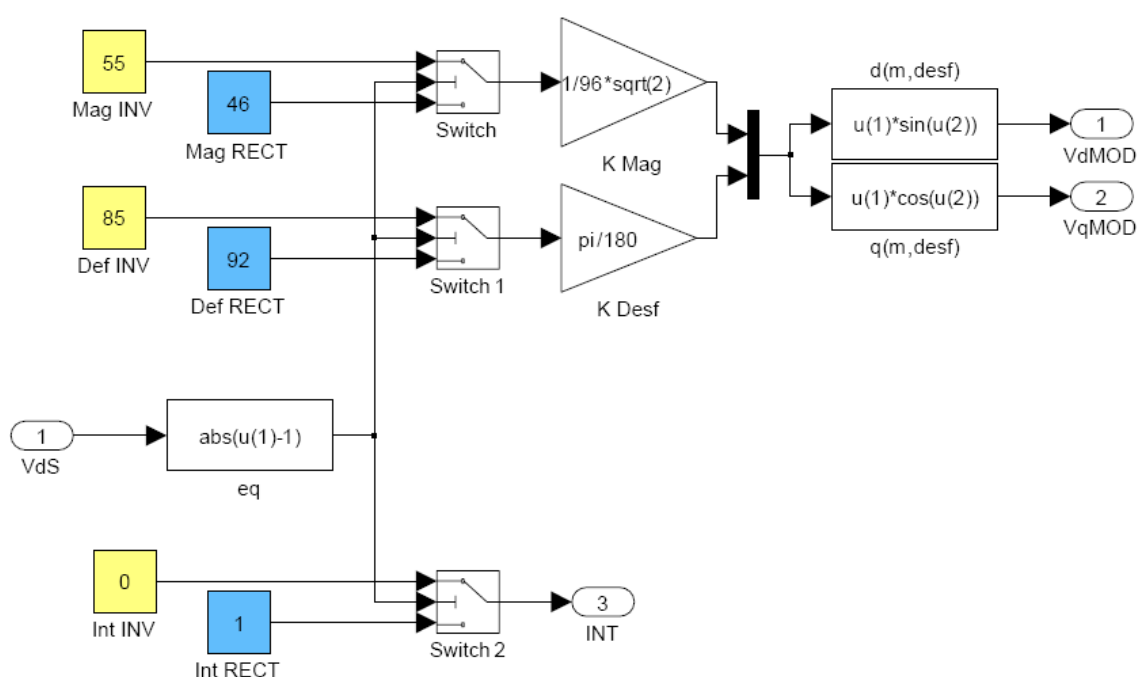 55
Mag INV
46
Mag RECT
Switch
1/96*sqrt(2)
K Mag
d(m,desf)
u(1)*sin(u(2))
1
VdMOD
85
Def INV
92
Def RECT
Switch 1
pi/180
K Desf
u(1)*cos(u(2))
q(m,desf)
2
VqMOD
1
VdS
abs(u(1)-1)
eq
0
Int INV
1
Int RECT
Switch 2
3
INT